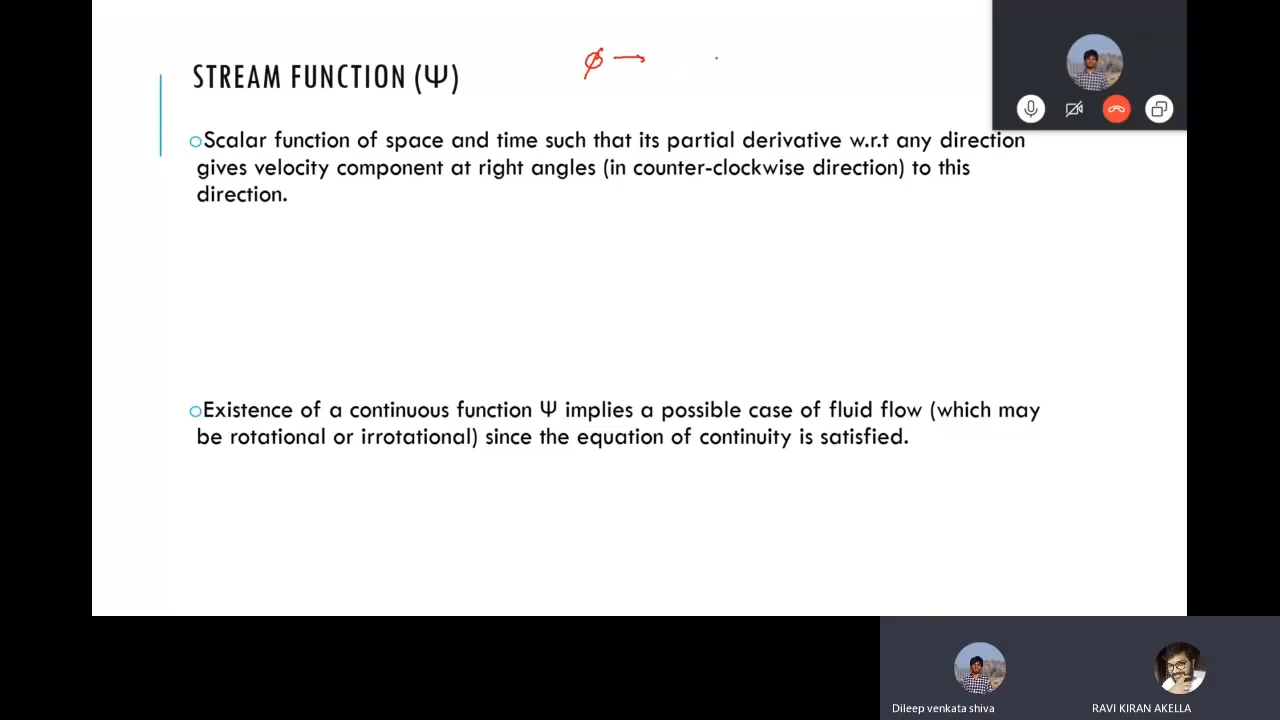 STREAM FUNCTION (Ψ)
ϕ →
oScalar function of space and time such that its partial derivative w.r.t any direction
gives velocity component at right angles (in counter-clockwise direction) to this
direction.
oExistence of a continuous function Ψ implies a possible case of fluid flow (which may
be rotational or irrotational) since the equation of continuity is satisfied.
Dileep venkata shiva
RAVI KIRAN AKELLA